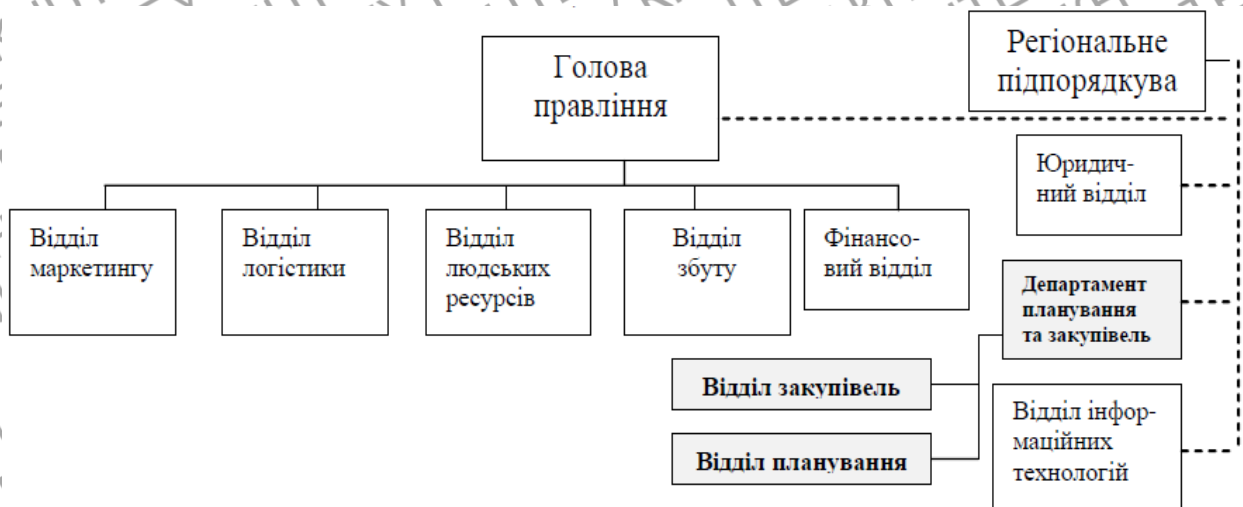 Голова
правління
Регіональне
підпорядкува
Юридич-
ний відділ
Відділ
маркетингу
Відділ
логістики
Відділ
людських
ресурсів
Відділ
збуту
Фінансо-
вий відділ
Департамент
планування
та закупівель
Відділ закупівель
Відділ планування
Відділ інфор-
маційних
технологій